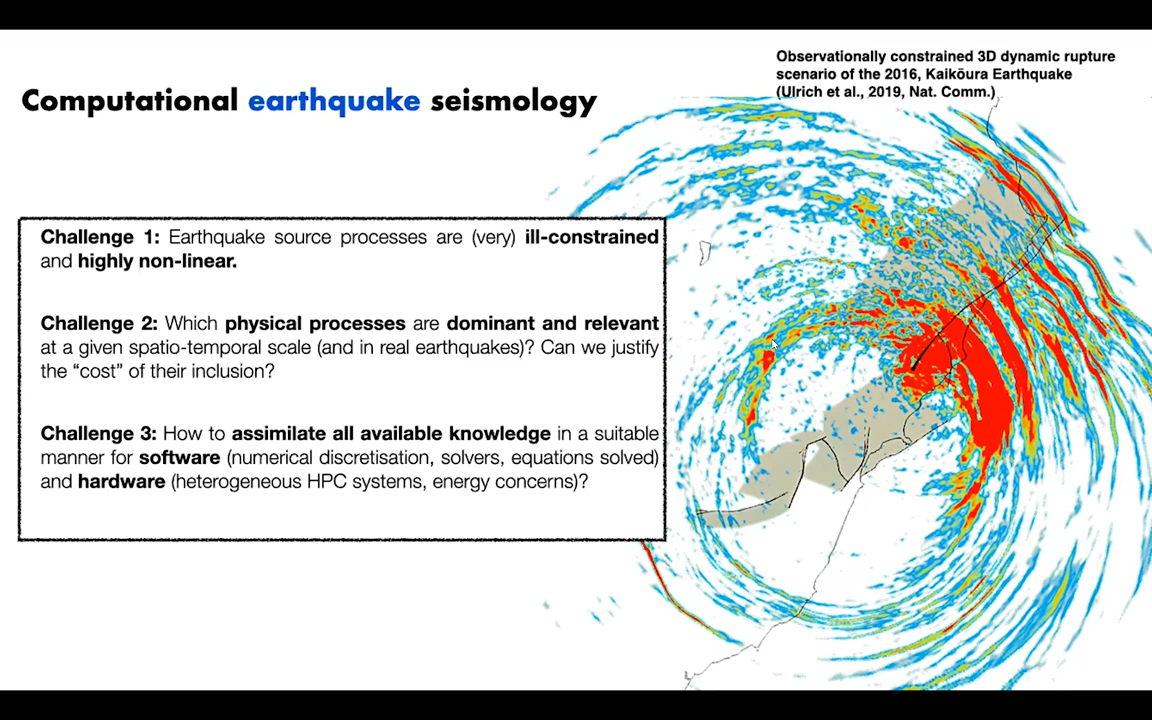 Observationally constrained 3D dynamic rupture
scenario of the 2016, Kaikōura Earthquake
(Ulrich et al., 2019, Nat. Comm.)
Computational earthquake seismology
Challenge 1: Earthquake source processes are (very) ill-constrained
and highly non-linear.
Challenge 2: Which physical processes are dominant and relevant
at a given spatio-temporal scale (and in real earthquakes)? Can we justify
the “cost” of their inclusion?
Challenge 3: How to assimilate all available knowledge in a suitable
manner for software (numerical discretisation, solvers, equations solved)
and hardware (heterogeneous HPC systems, energy concerns)?